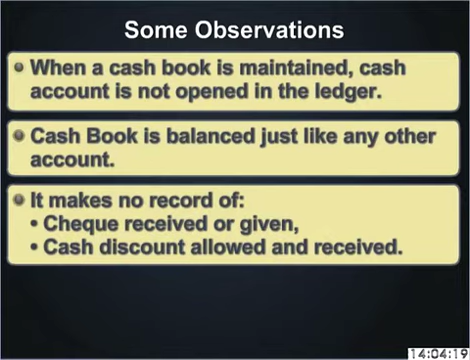 Some Observations
When a cash book is maintained, cash
account is not opened in the ledger.
Cash Book is balanced just like any other
account.
It makes no record of:
• Cheque received or given,
• Cash discount allowed and received.
14:04:19